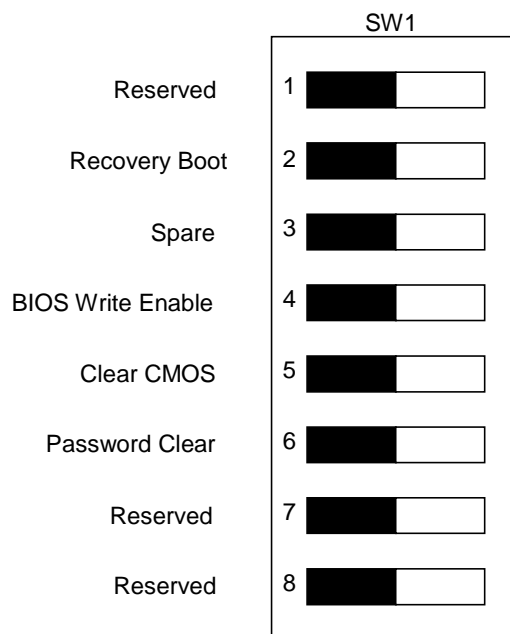 SW1
Reserved 1
Recovery Boot 2
Spare 3
BIOS Write Enable 4
Clear CMOS 5
Password Clear 6
Reserved 7
Reserved 8